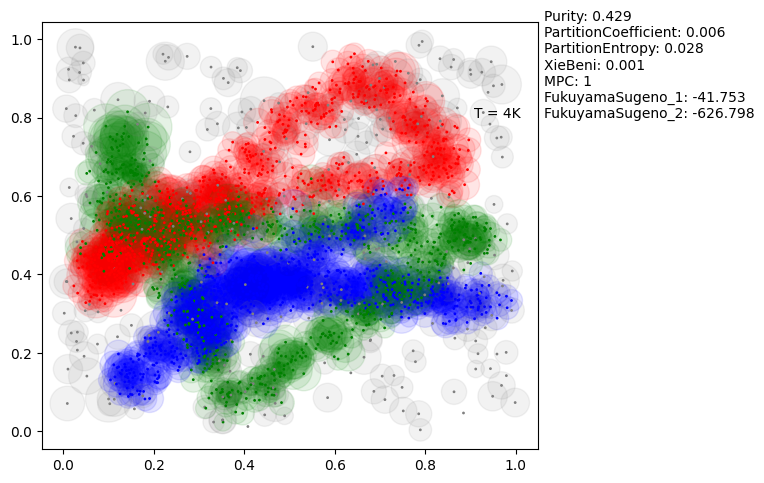 Purity: 0.429
PartitionCoefficient: 0.006
PartitionEntropy: 0.028
XieBeni: 0.001
MPC: 1
FukuyamaSugeno_1: -41.753
FukuyamaSugeno_2: -626.798
T = 4K
1.0
0.8
0.6
0.4
0.2
0.0
0.0 0.2 0.4 0.6 0.8 1.0